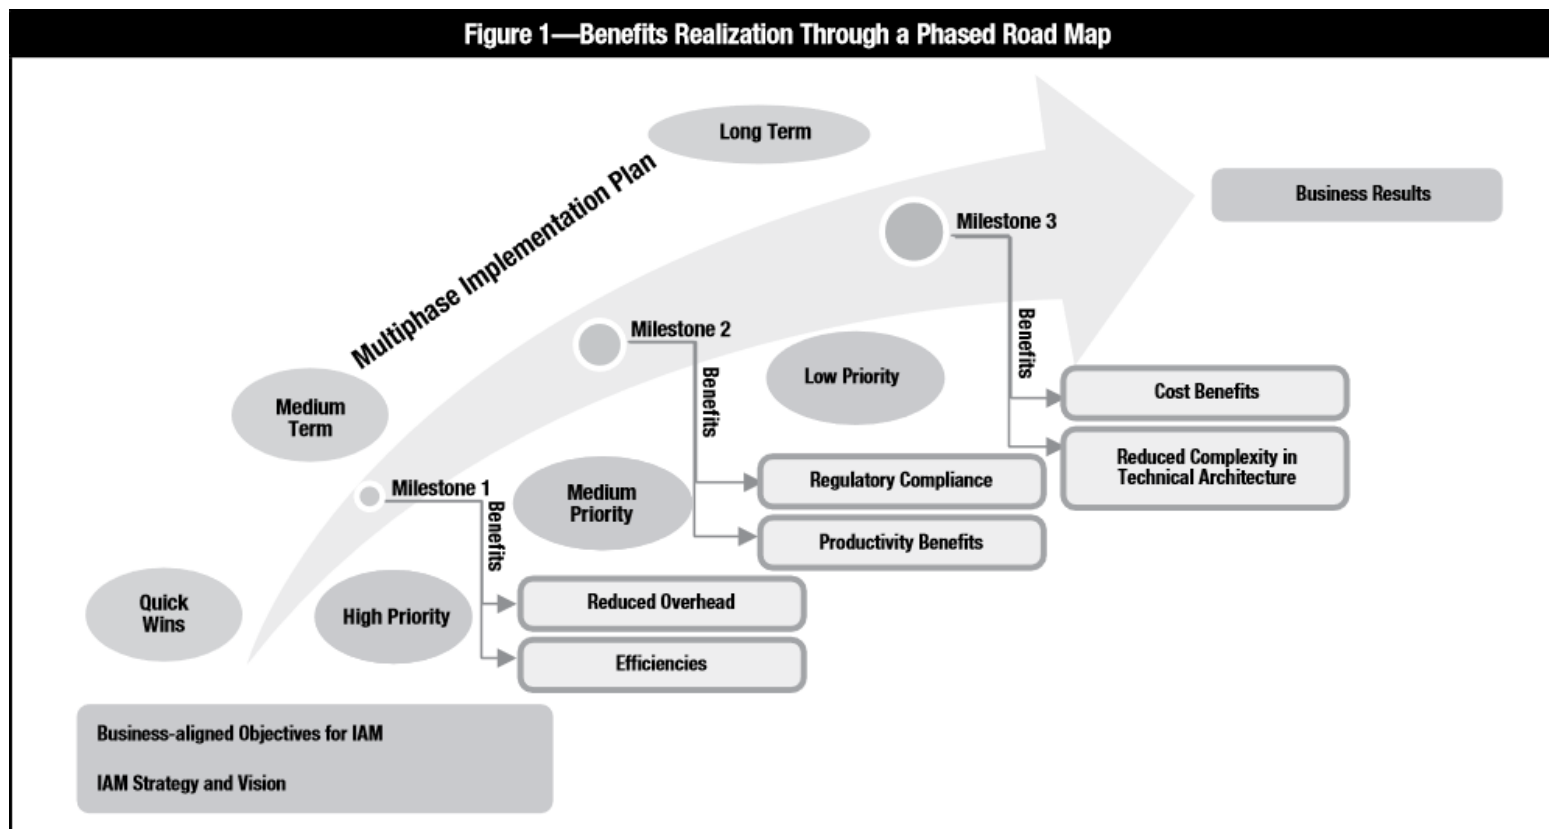 Figure 1—Benefits Realization Through a Phased Road Map
Long Term
Multiphase Implementation Plan
Business Results
Milestone 3
Benefits
Milestone 2
Benefits
Low Priority
Cost Benefits
Reduced Complexity in
Technical Architecture
Medium
Term
Milestone 1
Benefits
Medium
Priority
Regulatory Compliance
Productivity Benefits
Quick
Wins
High Priority
Reduced Overhead
Efficiencies
Business-aligned Objectives for IAM
IAM Strategy and Vision